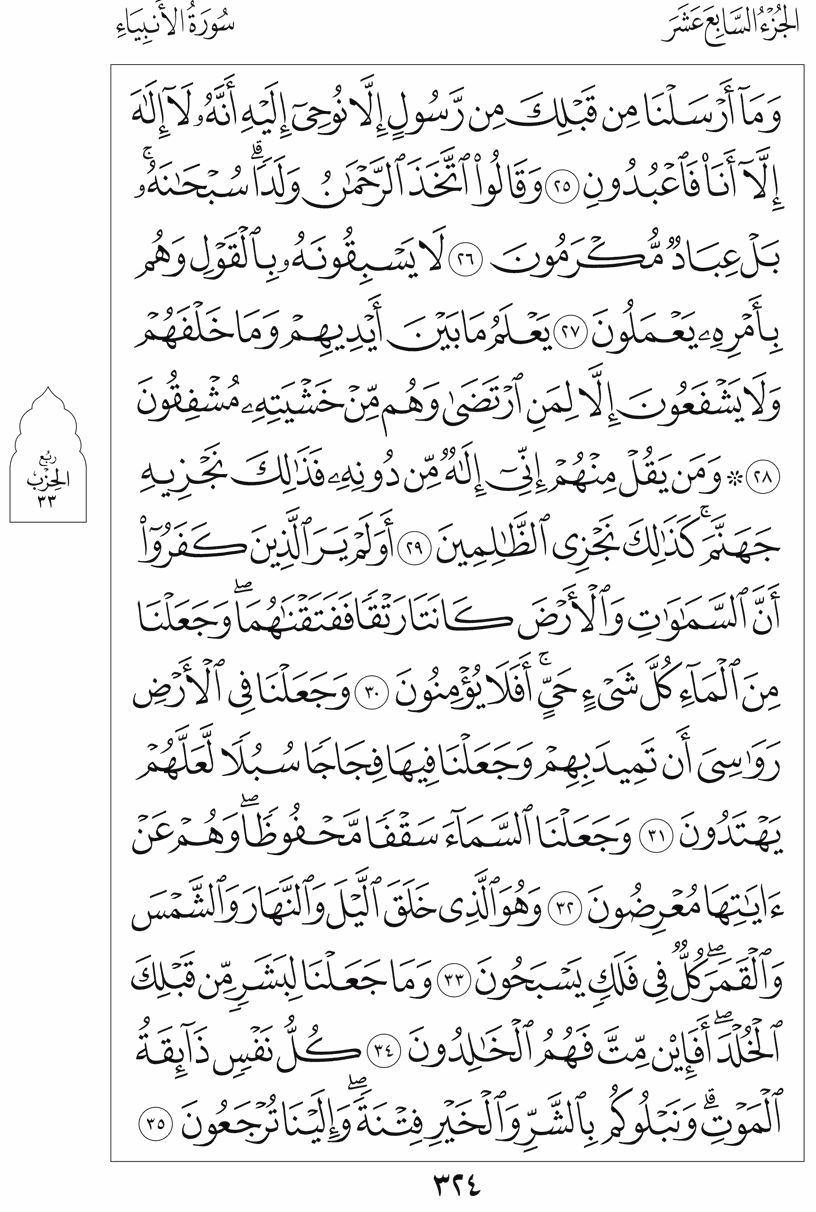 الجُزْءُ السَّابِعَ عَشَرَ
سُورَةُ الأَنبِيَاءِ
وَمَآ أَرْسَلْنَا مِن قَبْلِكَ مِن رَّسُولٍ إِلَّا نُوحِىٓ إِلَيْهِ أَنَّهُۥ لَآ إِلَٰهَ
إِلَّآ أَنَا۠ فَٱعْبُدُونِ ٢٥ وَقَالُوا۟ ٱتَّخَذَ ٱلرَّحْمَٰنُ وَلَدًا ۗ سُبْحَٰنَهُۥ ۚ
بَلْ عِبَادٌ مُّكْرَمُونَ ٢٦ لَا يَسْبِقُونَهُۥ بِٱلْقَوْلِ وَهُم
بِأَمْرِهِۦ يَعْمَلُونَ ٢٧ يَعْلَمُ مَا بَيْنَ أَيْدِيهِمْ وَمَا خَلْفَهُمْ
وَلَا يَشْفَعُونَ إِلَّا لِمَنِ ٱرْتَضَىٰ وَهُم مِّنْ خَشْيَتِهِۦ مُشْفِقُونَ
٢٨ * وَمَن يَقُلْ مِنْهُمْ إِنِّىٓ إِلَٰهٌ مِّن دُونِهِۦ فَذَٰلِكَ نَجْزِيهِ
جَهَنَّمَ ۚ كَذَٰلِكَ نَجْزِى ٱلظَّٰلِمِينَ ٢٩ أَوَلَمْ يَرَ ٱلَّذِينَ كَفَرُوٓا۟
أَنَّ ٱلسَّمَٰوَٰتِ وَٱلْأَرْضَ كَانَتَا رَتْقًا فَفَتَقْنَٰهُمَا ۖ وَجَعَلْنَا
مِنَ ٱلْمَآءِ كُلَّ شَىْءٍ حَىٍّ ۚ أَفَلَا يُؤْمِنُونَ ٣٠ وَجَعَلْنَا فِى ٱلْأَرْضِ
رَوَٰسِىَ أَن تَمِيدَ بِهِمْ وَجَعَلْنَا فِيهَا فِجَاجًا سُبُلًا لَّعَلَّهُمْ
يَهْتَدُونَ ٣١ وَجَعَلْنَا ٱلسَّمَآءَ سَقْفًا مَّحْفُوظًا ۖ وَهُمْ عَنْ
ءَايَٰتِهَا مُعْرِضُونَ ٣٢ وَهُوَ ٱلَّذِى خَلَقَ ٱلَّيْلَ وَٱلنَّهَارَ وَٱلشَّمْسَ
وَٱلْقَمَرَ ۖ كُلٌّ فِى فَلَكٍ يَسْبَحُونَ ٣٣ وَمَا جَعَلْنَا لِبَشَرٍ مِّن قَبْلِكَ
ٱلْخُلْدَ ۖ أَفَإِي۟ن مِّتَّ فَهُمُ ٱلْخَٰلِدُونَ ٣٤ كُلُّ نَفْسٍ ذَآئِقَةُ
ٱلْمَوْتِ ۗ وَنَبْلُوكُم بِٱلشَّرِّ وَٱلْخَيْرِ فِتْنَةً ۖ وَإِلَيْنَا تُرْجَعُونَ ٣٥
رُبْع
الحِزْب
٣٣
٣٢٤